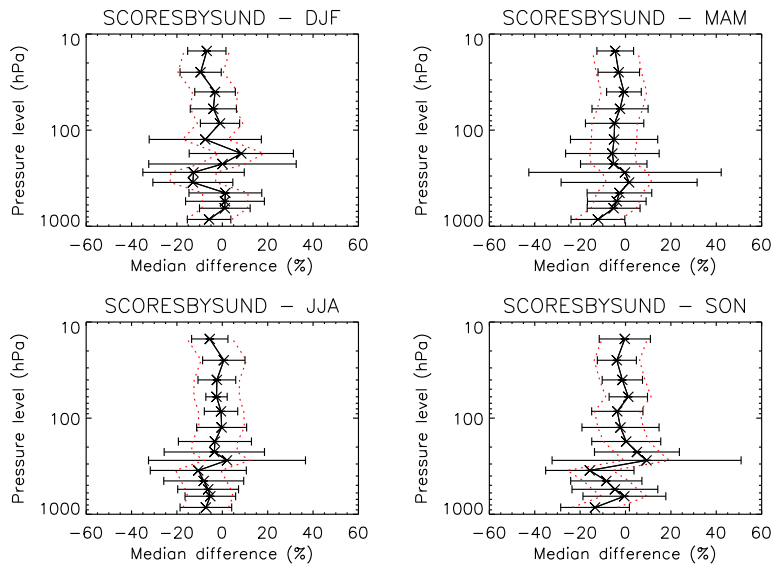 SCORESBYSUND – DJF
10
100
1000
Pressure level (hPa)
−60 −40 −20 0 20 40 60
Median difference (%)
SCORESBYSUND – MAM
10
100
1000
Pressure level (hPa)
−60 −40 −20 0 20 40 60
Median difference (%)
SCORESBYSUND – JJA
10
100
1000
Pressure level (hPa)
−60 −40 −20 0 20 40 60
Median difference (%)
SCORESBYSUND – SON
10
100
1000
Pressure level (hPa)
−60 −40 −20 0 20 40 60
Median difference (%)